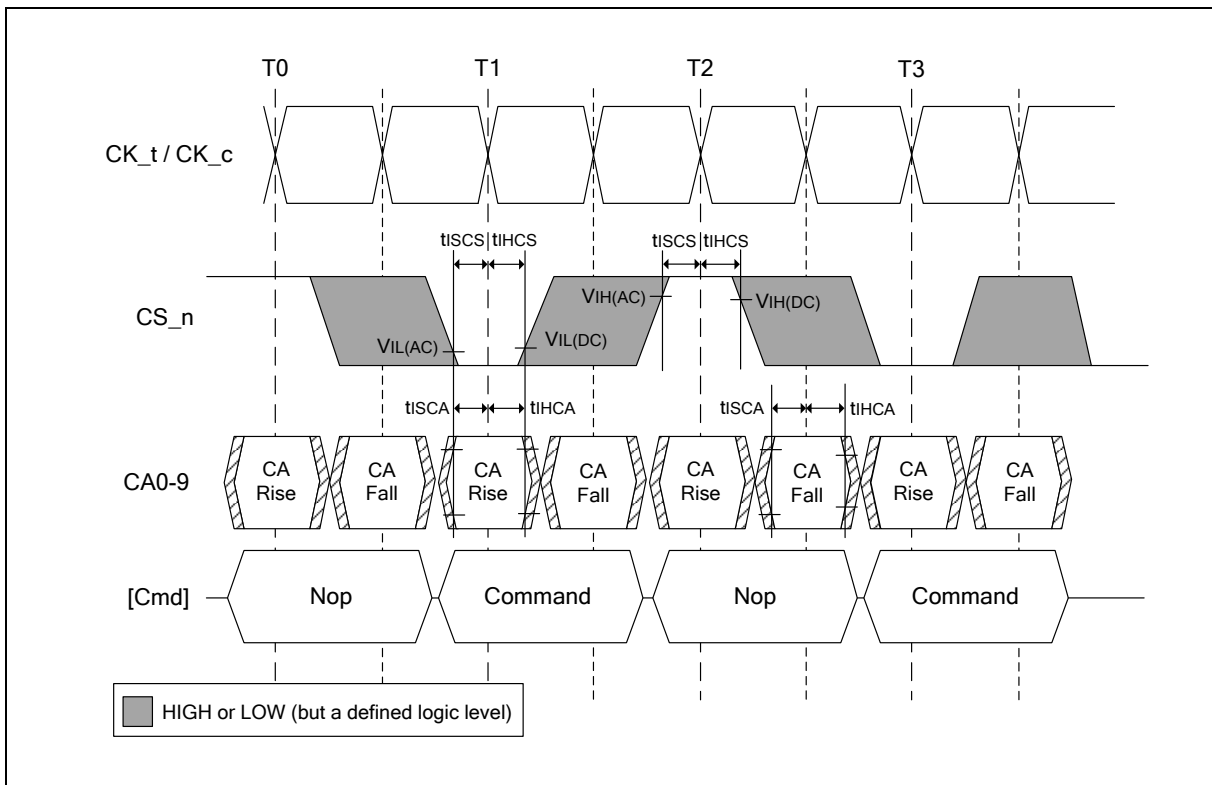 T0 T1 T2 T3
CK_t / CK_c
tISCS tIHCS tISCS tIHCS
CS_n
VIL(AC) VIL(DC) VIH(AC) VIH(DC)
tISCA tIHCA tISCA tIHCA
CA0-9
CA Rise
CA Fall
CA Rise
CA Fall
CA Rise
CA Fall
CA Rise
CA Fall
[Cmd] Nop Command Nop Command
HIGH or LOW (but a defined logic level)